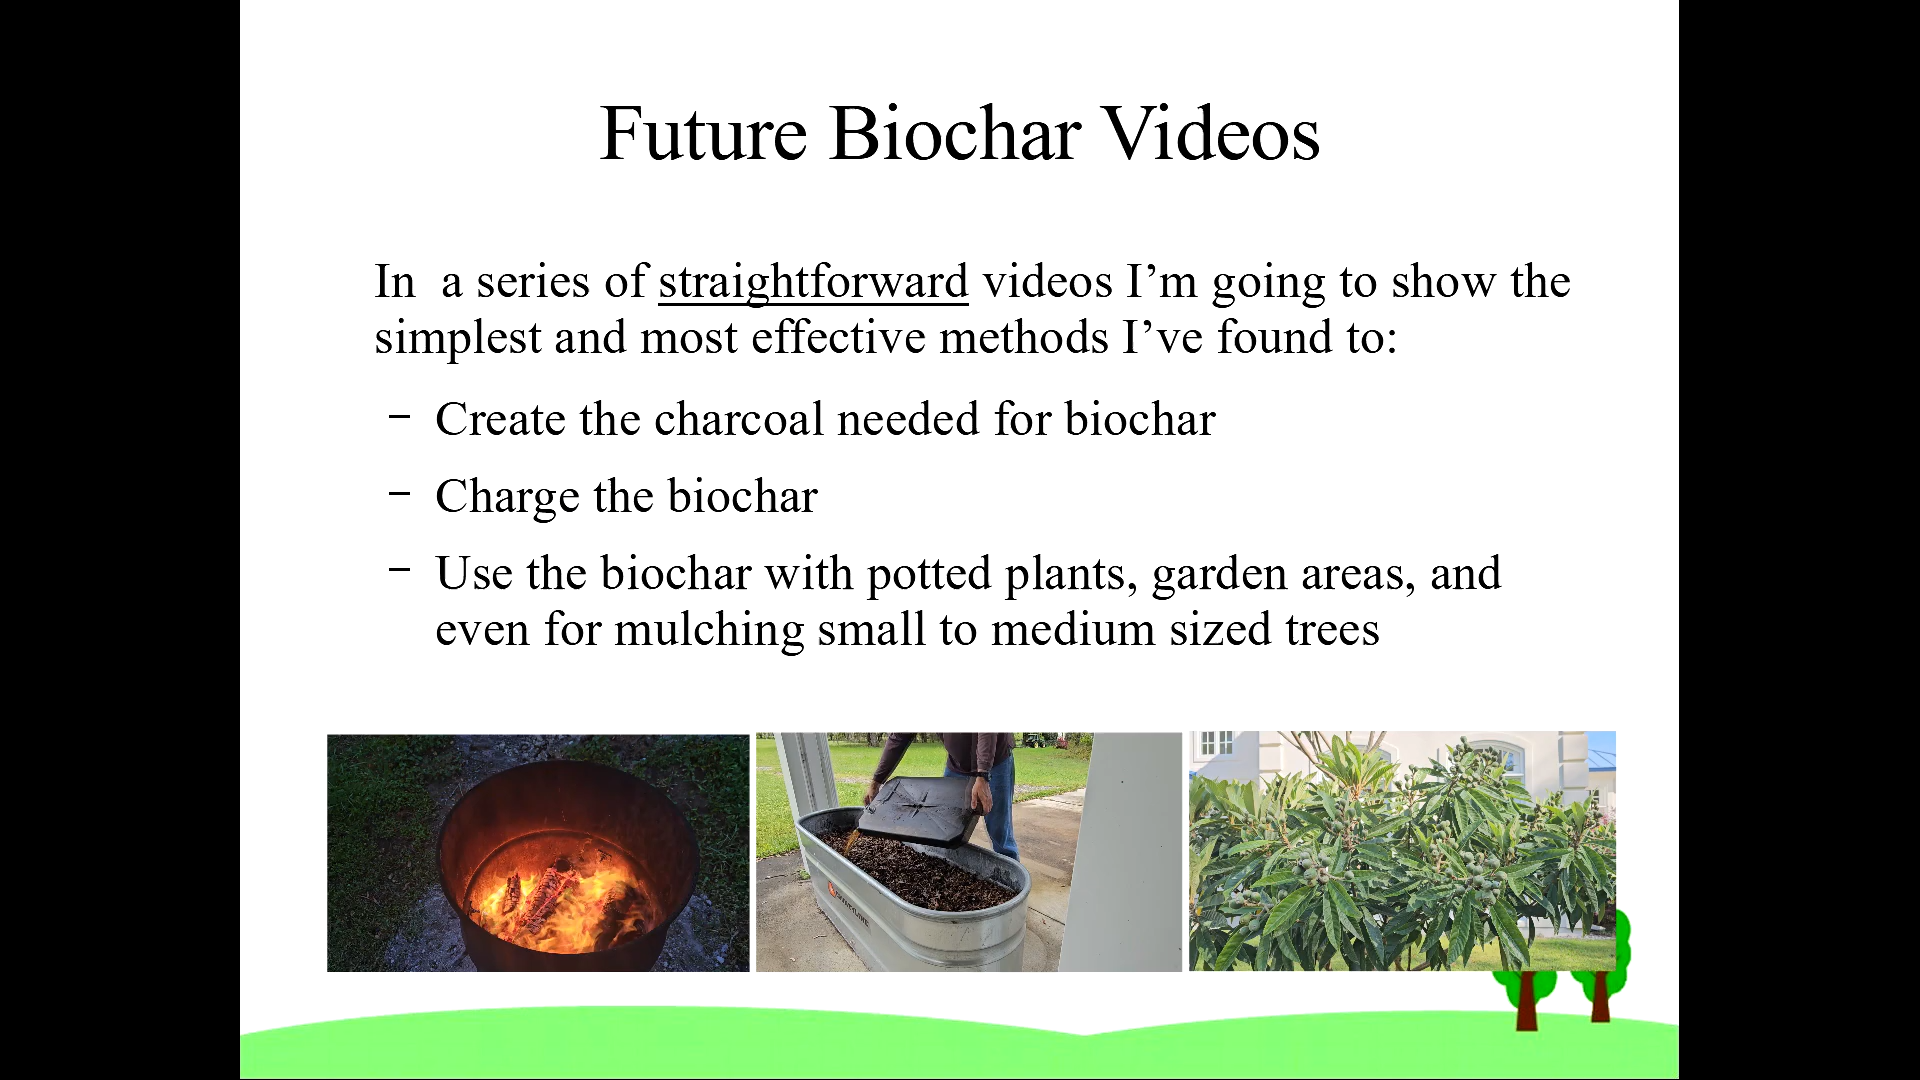 Future Biochar Videos
In  a series of straightforward videos I’m going to show the
simplest and most effective methods I’ve found to:
– Create the charcoal needed for biochar
– Charge the biochar
– Use the biochar with potted plants, garden areas, and
even for mulching small to medium sized trees